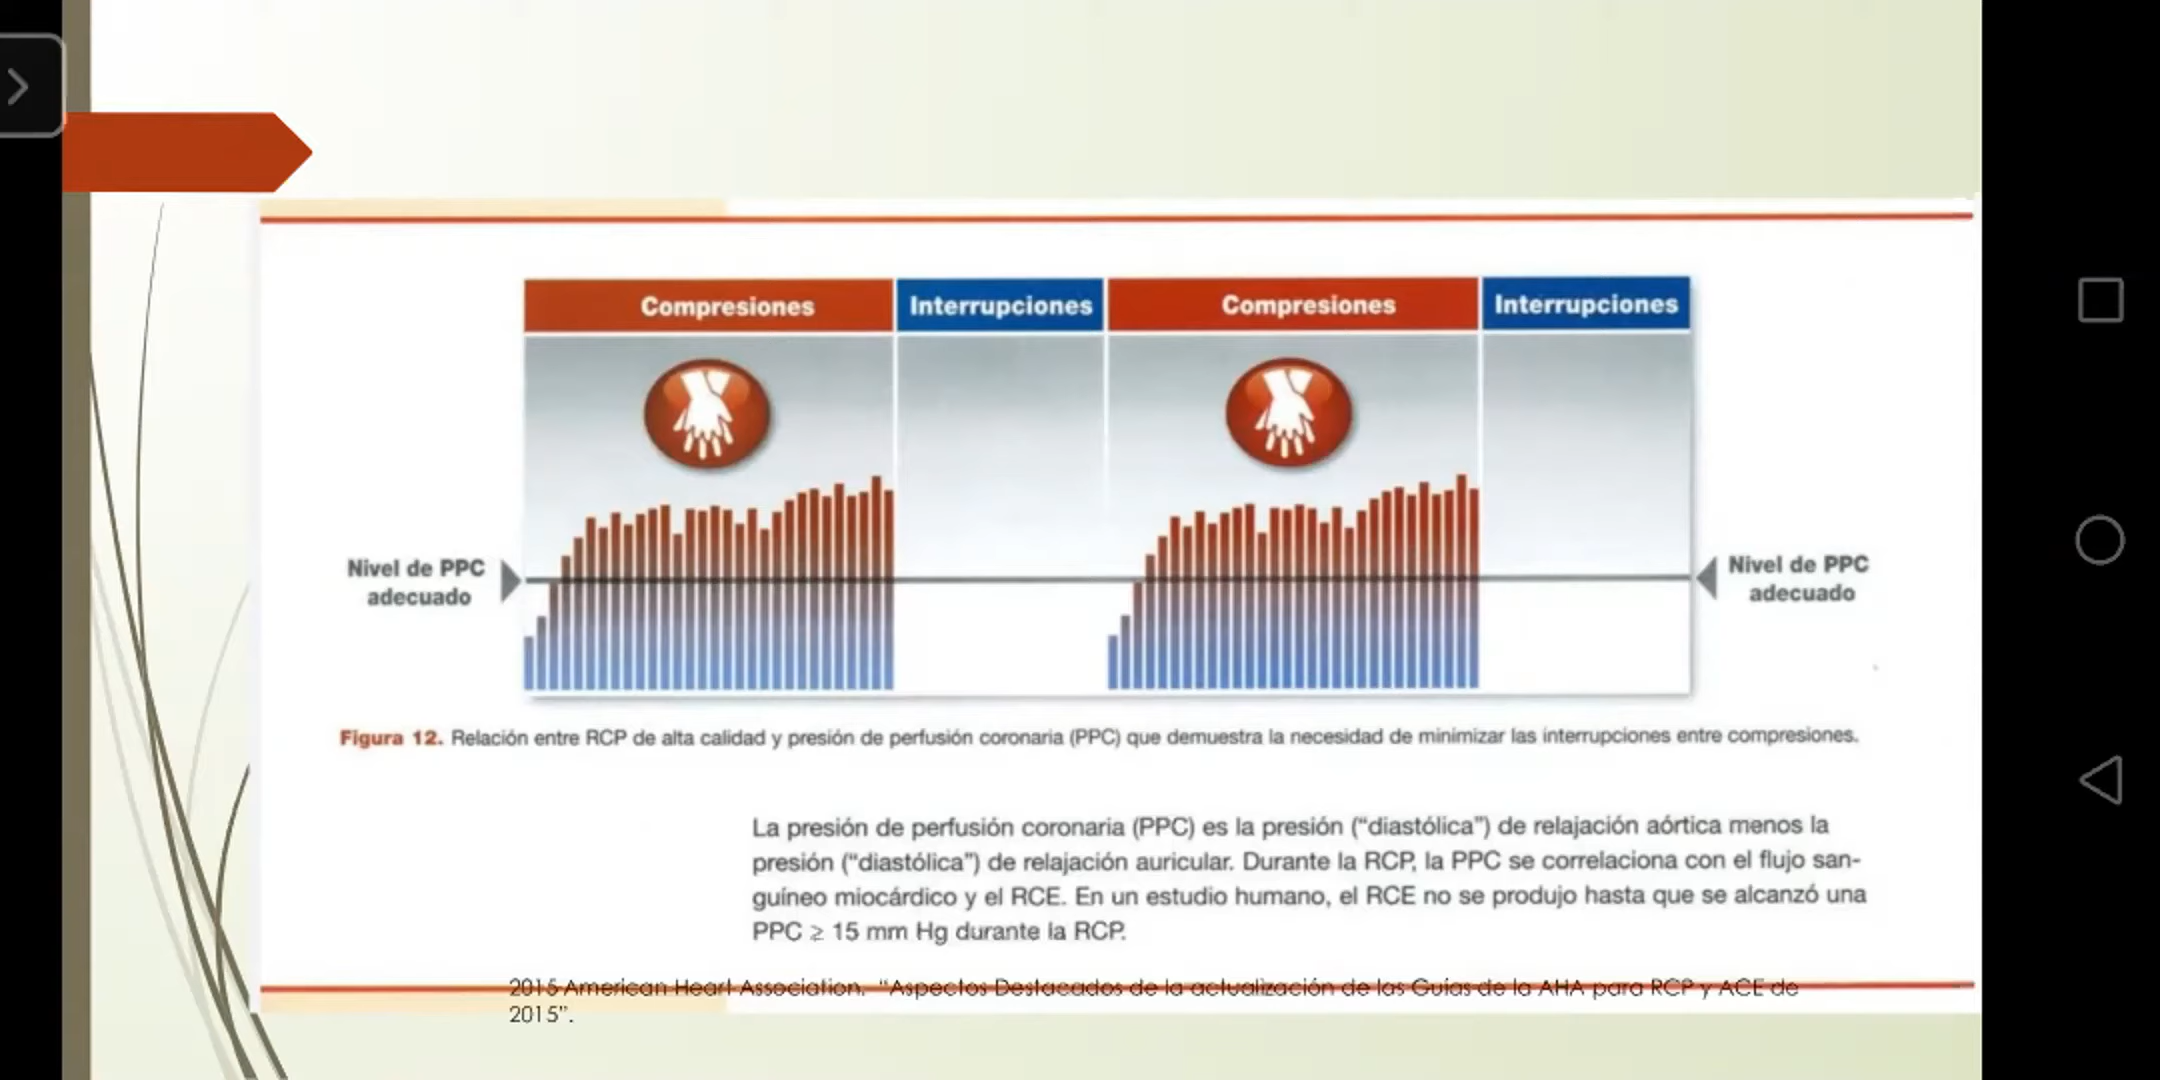 Compresiones Interrupciones Compresiones Interrupciones
Nivel de PPC
adecuado
Nivel de PPC
adecuado
Figura 12. Relación entre RCP de alta calidad y presión de perfusión coronaria (PPC) que demuestra la necesidad de minimizar las interrupciones entre compresiones.
La presión de perfusión coronaria (PPC) es la presión (“diastólica”) de relajación aórtica menos la
presión (“diastólica”) de relajación auricular. Durante la RCP, la PPC se correlaciona con el flujo san-
guíneo miocárdico y el RCE. En un estudio humano, el RCE no se produjo hasta que se alcanzó una
PPC ≥ 15 mm Hg durante la RCP.
2015 American Heart Association. “Aspectos Destacados de la actualización de las Guías de la AHA para RCP y ACE de
2015”.